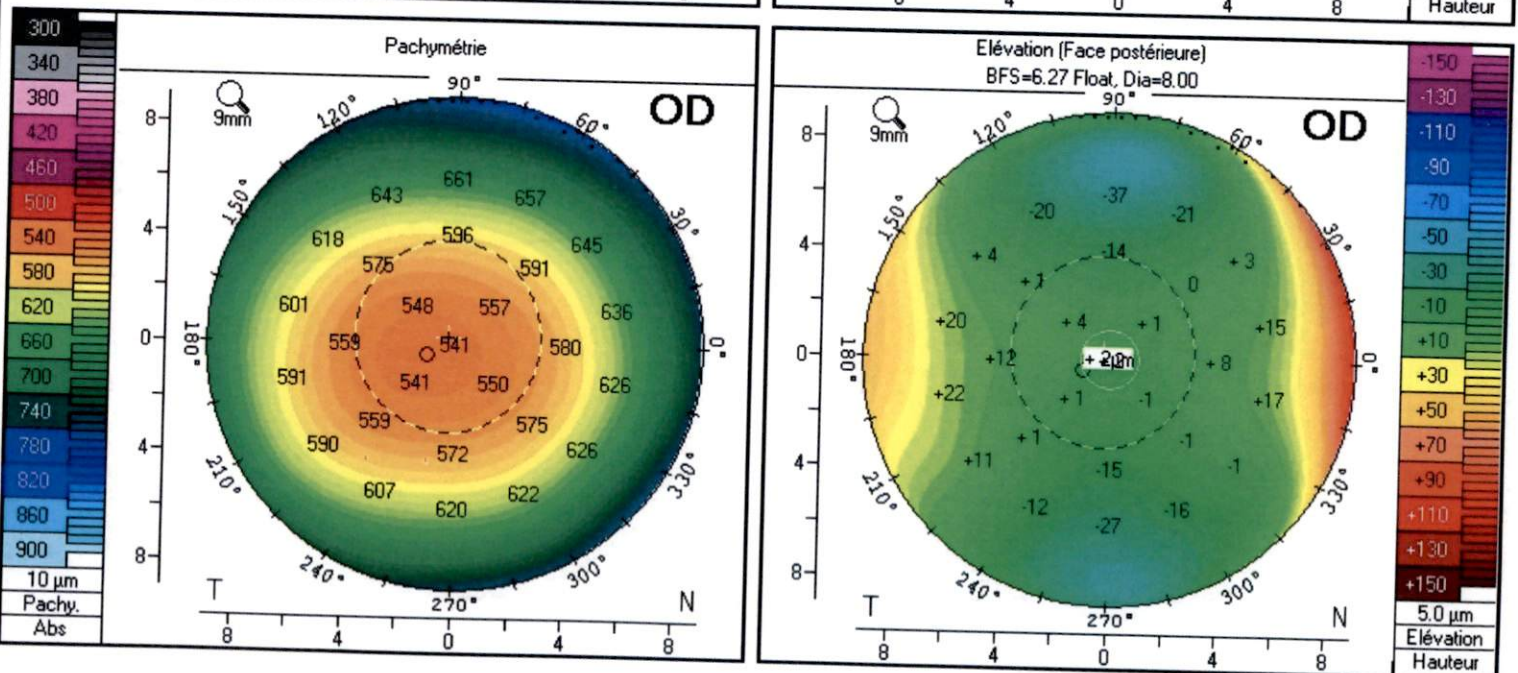 8 4 0 4 8 Hauteur
300
340
380
420
460
500
540
580
620
660
700
740
780
820
860
900
10 µm
Pachy.
Abs
Pachymétrie
9mm
OD
90°
120° 60°
150° 30°
180° 0°
210° 330°
240° 300°
270°
8
4
0
4
8
661
643 657
618 596 645
575 591
601 548 557 636
559 541 580
591 541 550 626
559 575
590 572 626
607 622
620
T N
8 4 0 4 8
Elévation (Face postérieure)
BFS=6.27 Float, Dia=8.00
9mm
OD
90°
120° 60°
150° 30°
180° 0°
210° 330°
240° 300°
270°
8
4
0
4
8
-37
-20 -21
+4 -14 +3
+1 0
+20 +4 +1 +15
+12 µm +8
+22 +1 -1 +17
+1 -1
+11 -15 -1
-12 -16
-27
T N
8 4 0 4 8
-150
-130
-110
-90
-70
-50
-30
-10
+10
+30
+50
+70
+90
+110
+130
+150
5.0 µm
Elévation
Hauteur